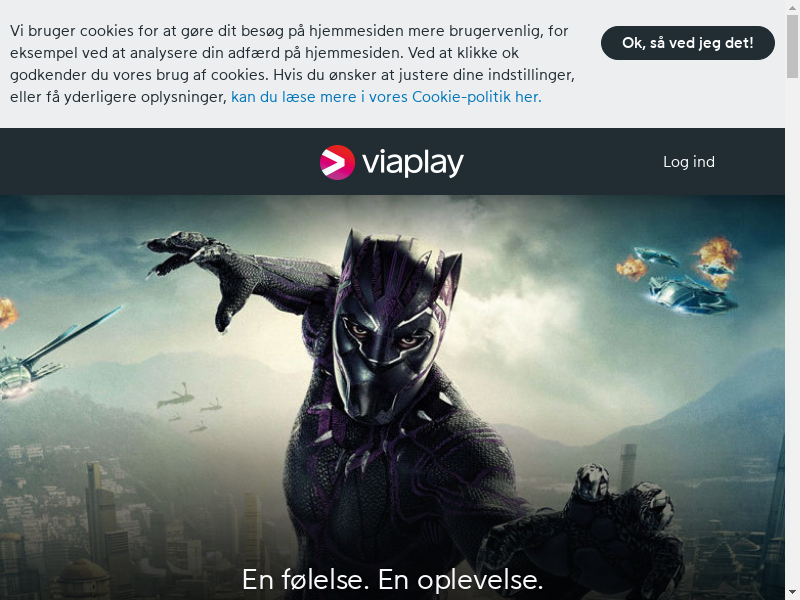 Vi bruger cookies for at gøre dit besøg på hjemmesiden mere brugervenlig, for
eksempel ved at analysere din adfærd på hjemmesiden. Ved at klikke ok
godkender du vores brug af cookies. Hvis du ønsker at justere dine indstillinger,
eller få yderligere oplysninger, kan du læse mere i vores Cookie-politik her.
Ok, så ved jeg det!
viaplay
Log ind
En følelse. En oplevelse.